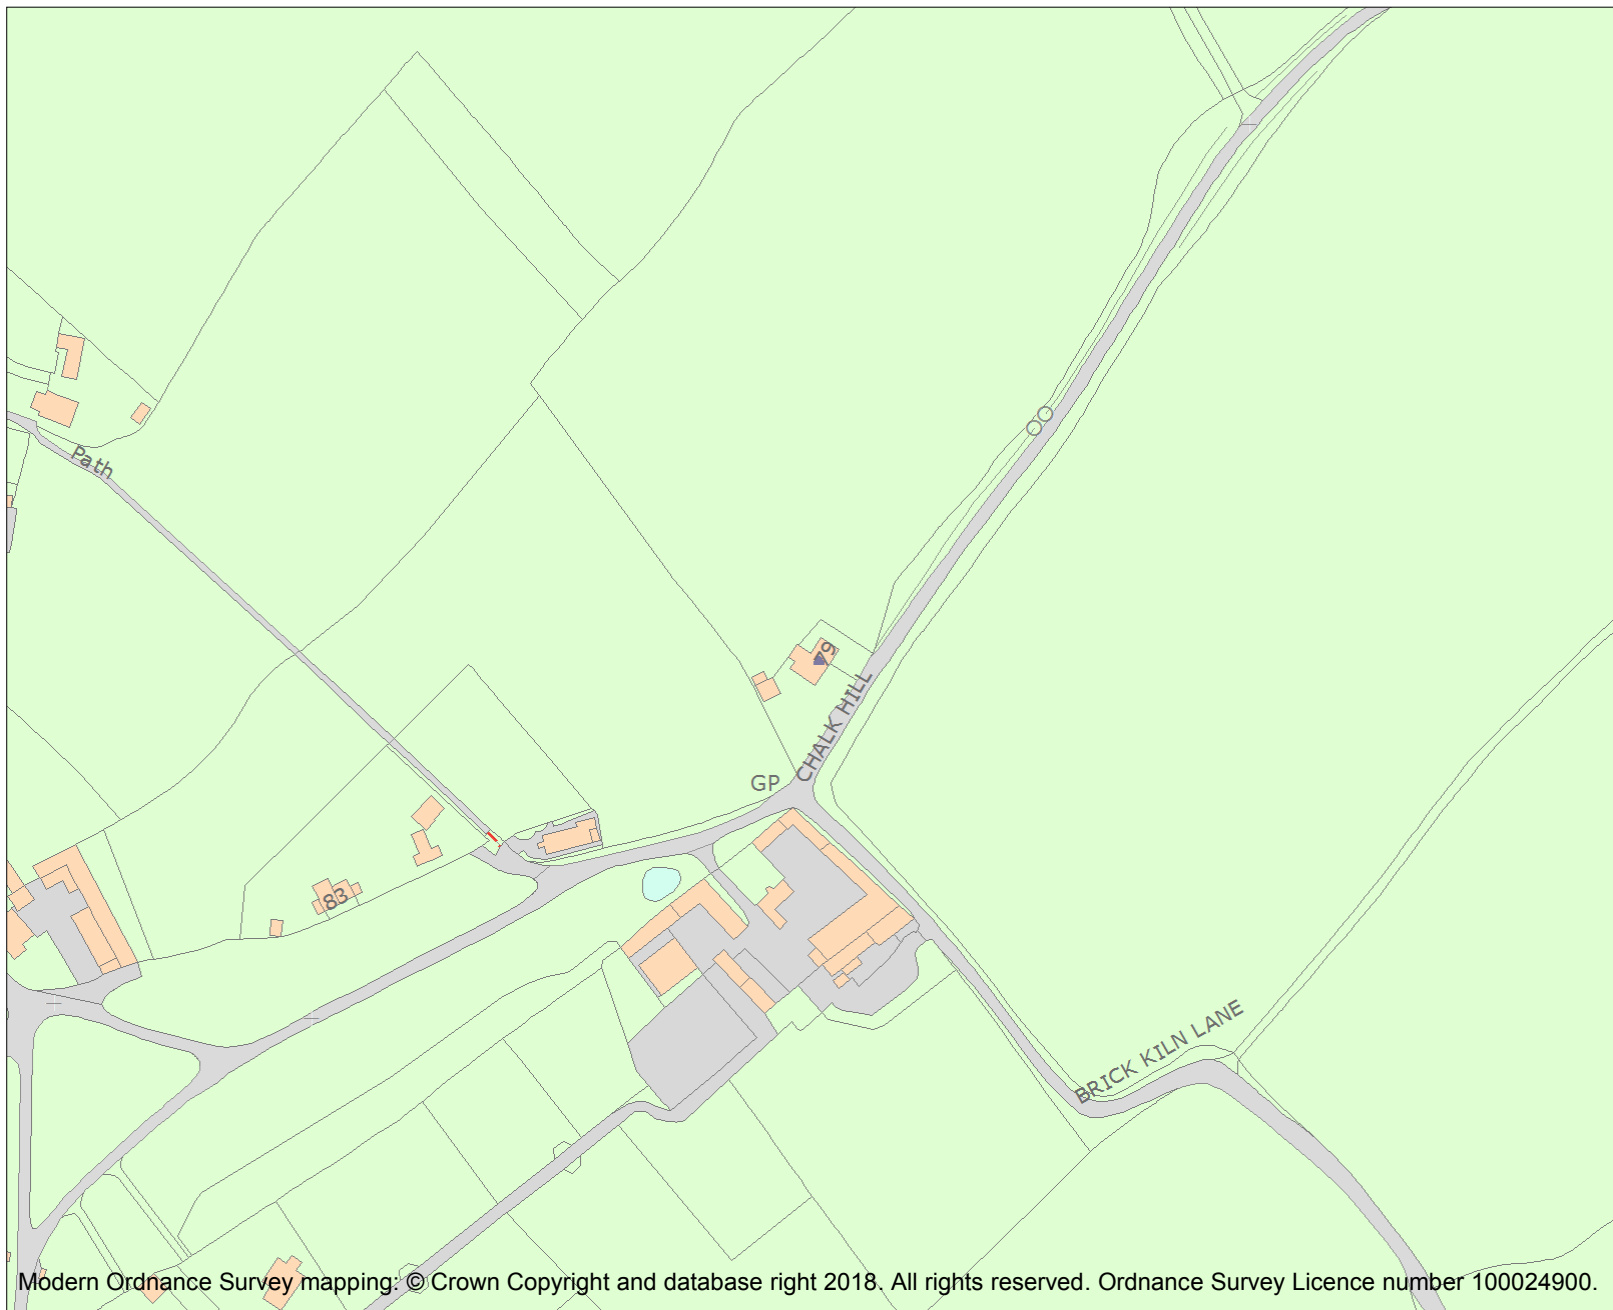 Path
79
CHALK HILL
GP
83
BRICK KILN LANE
Modern Ordnance Survey mapping: © Crown Copyright and database right 2018. All rights reserved. Ordnance Survey Licence number 100024900.